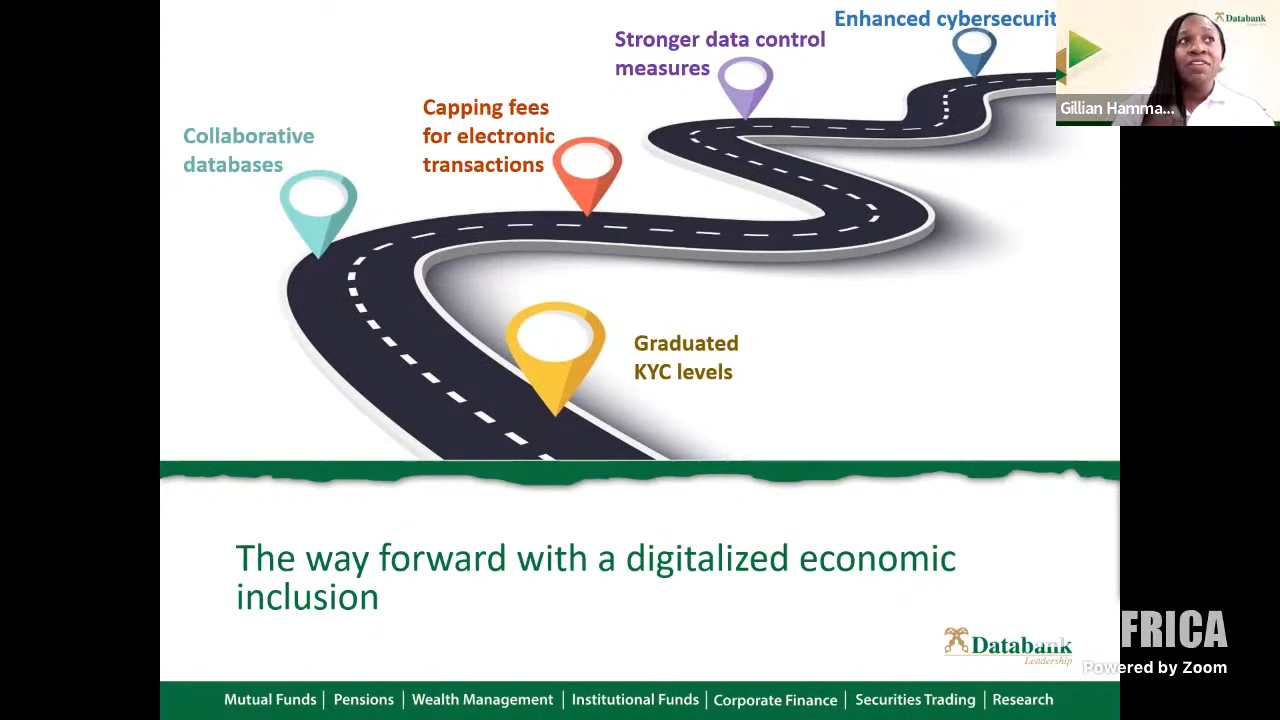 Enhanced cybersecurit
Stronger data control
measures
Capping fees
for electronic
transactions
Collaborative
databases
Graduated
KYC levels
Databank
Gillian Hamma...
The way forward with a digitalized economic
inclusion
Databank
Leadership
FRICA
Powered by Zoom
Mutual Funds | Pensions | Wealth Management | Institutional Funds | Corporate Finance | Securities Trading | Research